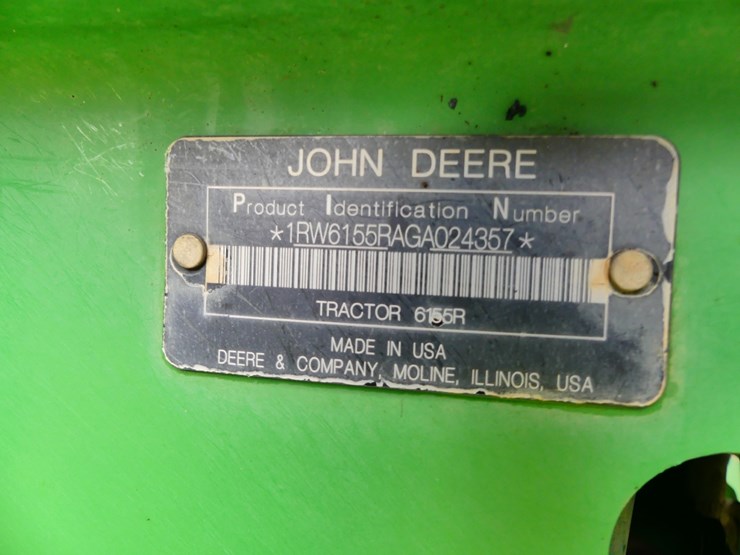 JOHN DEERE
Product Identification Number
*1RW6155RAGA024357*
TRACTOR 6155R
MADE IN USA
DEERE & COMPANY, MOLINE, ILLINOIS, USA